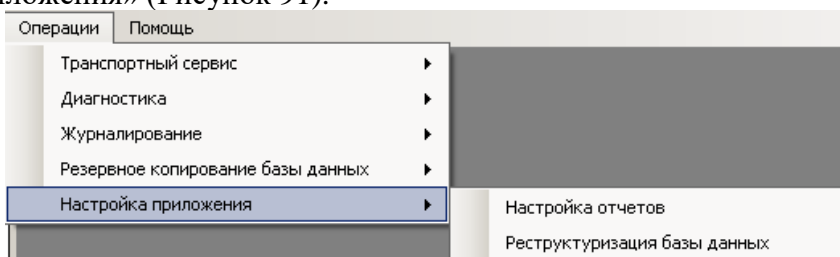 (Рисунок 91).
Операции Помощь
Транспортный сервис
Диагностика
Журналирование
Резервное копирование базы данных
Настройка приложения
Настройка отчетов
Реструктуризация базы данных